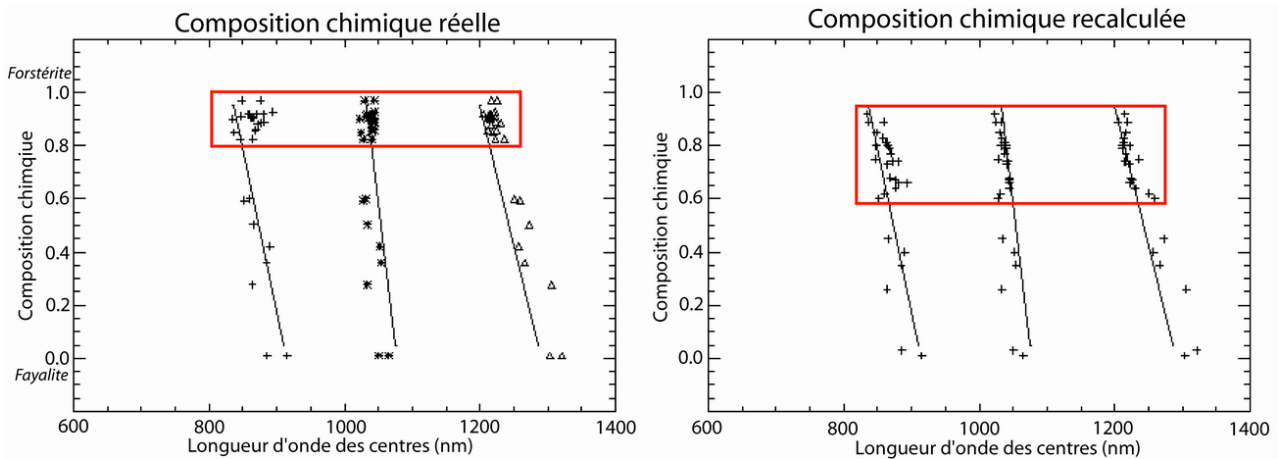 Composition chimique réelle
Composition chimique recalculée
Forstérite
Composition chimqiue
1.0
0.8
0.6
0.4
0.2
0.0
Fayalite
600
800
1000
1200
1400
Longueur d'onde des centres (nm)
Composition chimqiue
1.0
0.8
0.6
0.4
0.2
0.0
600
800
1000
1200
1400
Longueur d'onde des centres (nm)